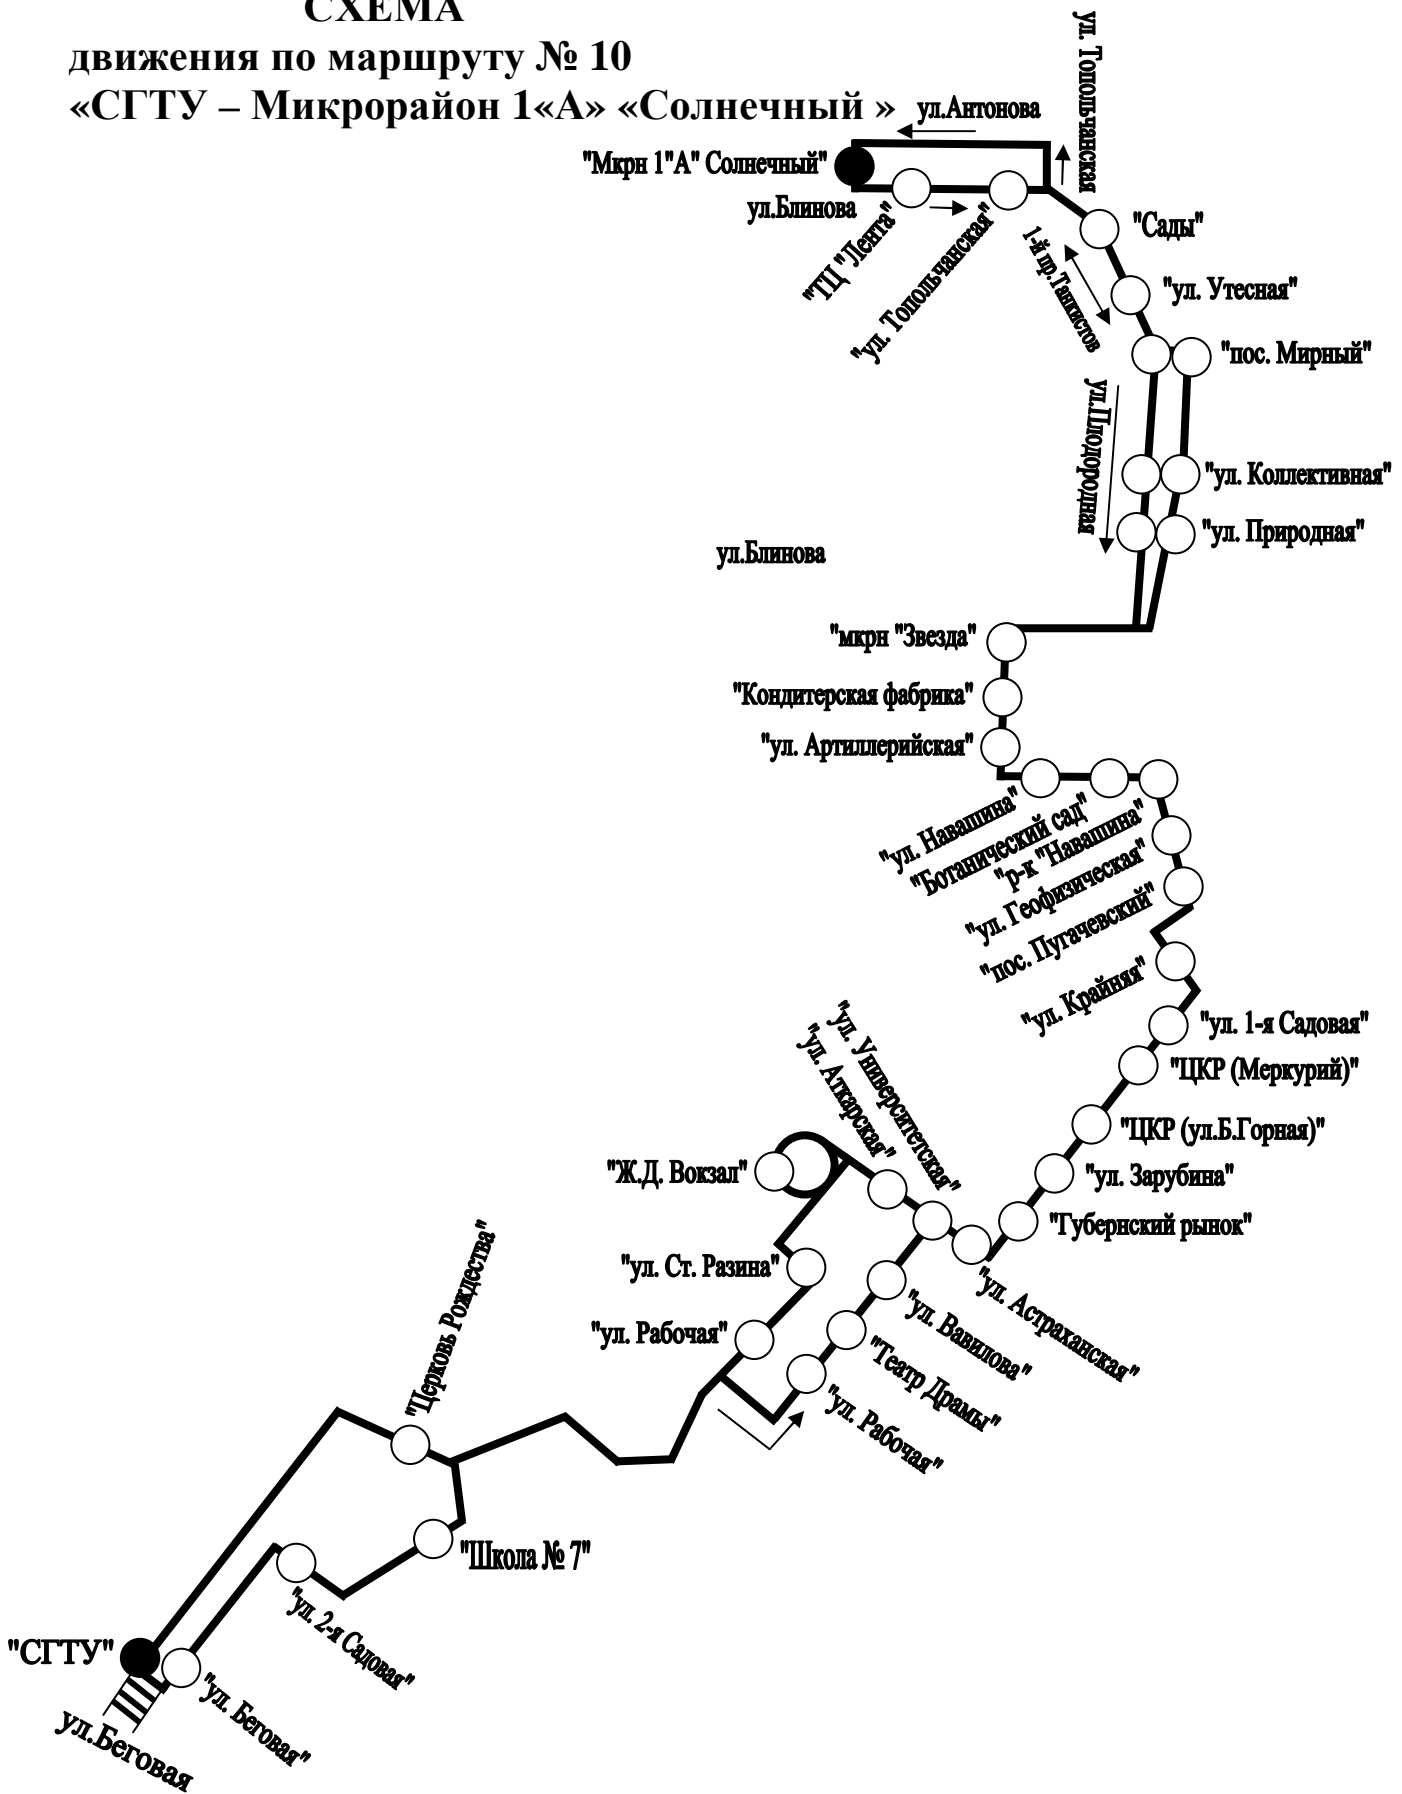 СХЕМА
движения по маршруту № 10
«СГТУ – Микрорайон 1«А» «Солнечный »
ул.Антонова
ул. Топольчанская
"Мкрн 1"А" Солнечный"
ул.Блинова
"ТЦ "Лента"
"ул. Топольчанская"
1-й пр.Танкистов
"Сады"
"ул. Утесная"
"пос. Мирный"
ул.Плодородная
"ул. Коллективная"
"ул. Природная"
ул.Блинова
"мкрн "Звезда"
"Кондитерская фабрика"
"ул. Артиллерийская"
"ул. Навашина"
"Ботанический сад"
"р-к "Навашина"
"ул. Геофизическая"
"пос. Пугачевский"
"ул. Крайняя"
"ул. 1-я Садовая"
"ЦКР (Меркурий)"
"ЦКР (ул.Б.Горная)"
"ул. Зарубина"
"Губернский рынок"
"ул. Университетская"
"ул. Аткарская"
"Ж.Д. Вокзал"
"ул. Астраханская"
"ул. Ст. Разина"
"ул. Вавилова"
"ул. Рабочая"
"Театр Драмы"
"ул. Рабочая"
"Церковь Рождества"
"Школа № 7"
"ул. 2-я Садовая"
"СГТУ"
"ул. Беговая"
ул.Беговая